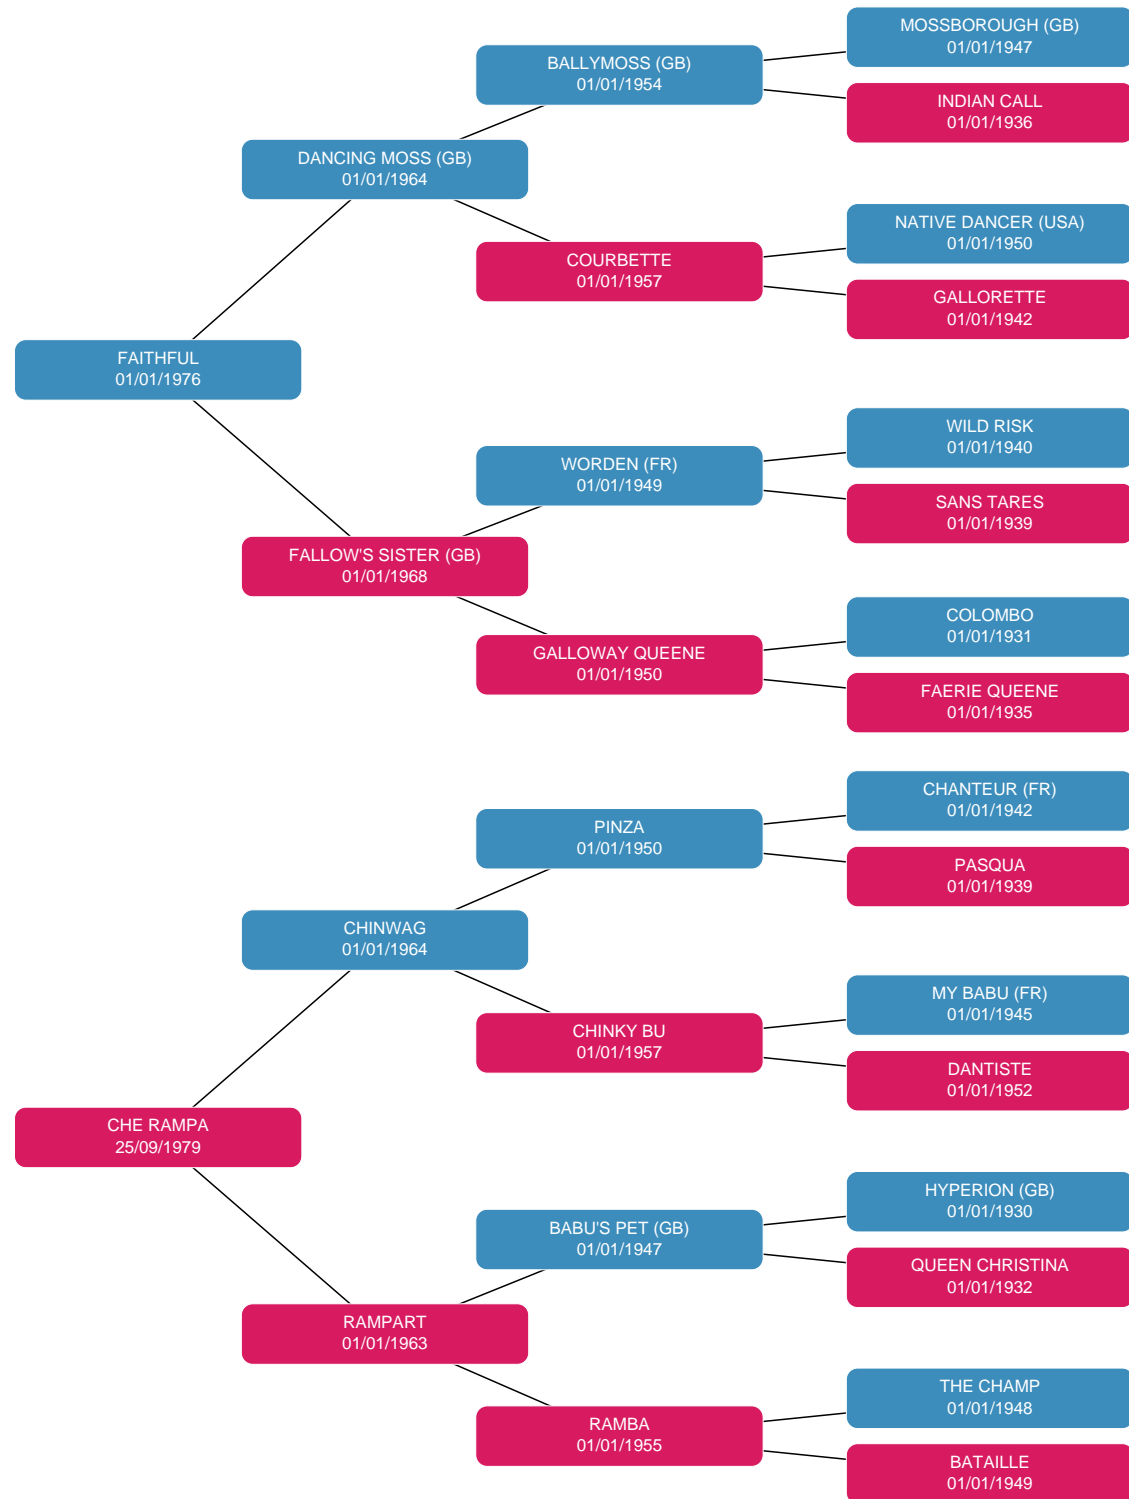 MOSSBOROUGH (GB)
01/01/1947
BALLYMOSS (GB)
01/01/1954
INDIAN CALL
01/01/1936
DANCING MOSS (GB)
01/01/1964
NATIVE DANCER (USA)
01/01/1950
COURBETTE
01/01/1957
GALLORETTE
01/01/1942
FAITHFUL
01/01/1976
WILD RISK
01/01/1940
WORDEN (FR)
01/01/1949
SANS TARES
01/01/1939
FALLOW'S SISTER (GB)
01/01/1968
COLOMBO
01/01/1931
GALLOWAY QUEENE
01/01/1950
FAERIE QUEENE
01/01/1935
CHANTEUR (FR)
01/01/1942
PINZA
01/01/1950
PASQUA
01/01/1939
CHINWAG
01/01/1964
MY BABU (FR)
01/01/1945
CHINKY BU
01/01/1957
DANTISTE
01/01/1952
CHE RAMPA
25/09/1979
HYPERION (GB)
01/01/1930
BABU'S PET (GB)
01/01/1947
QUEEN CHRISTINA
01/01/1932
RAMPART
01/01/1963
THE CHAMP
01/01/1948
RAMBA
01/01/1955
BATAILLE
01/01/1949